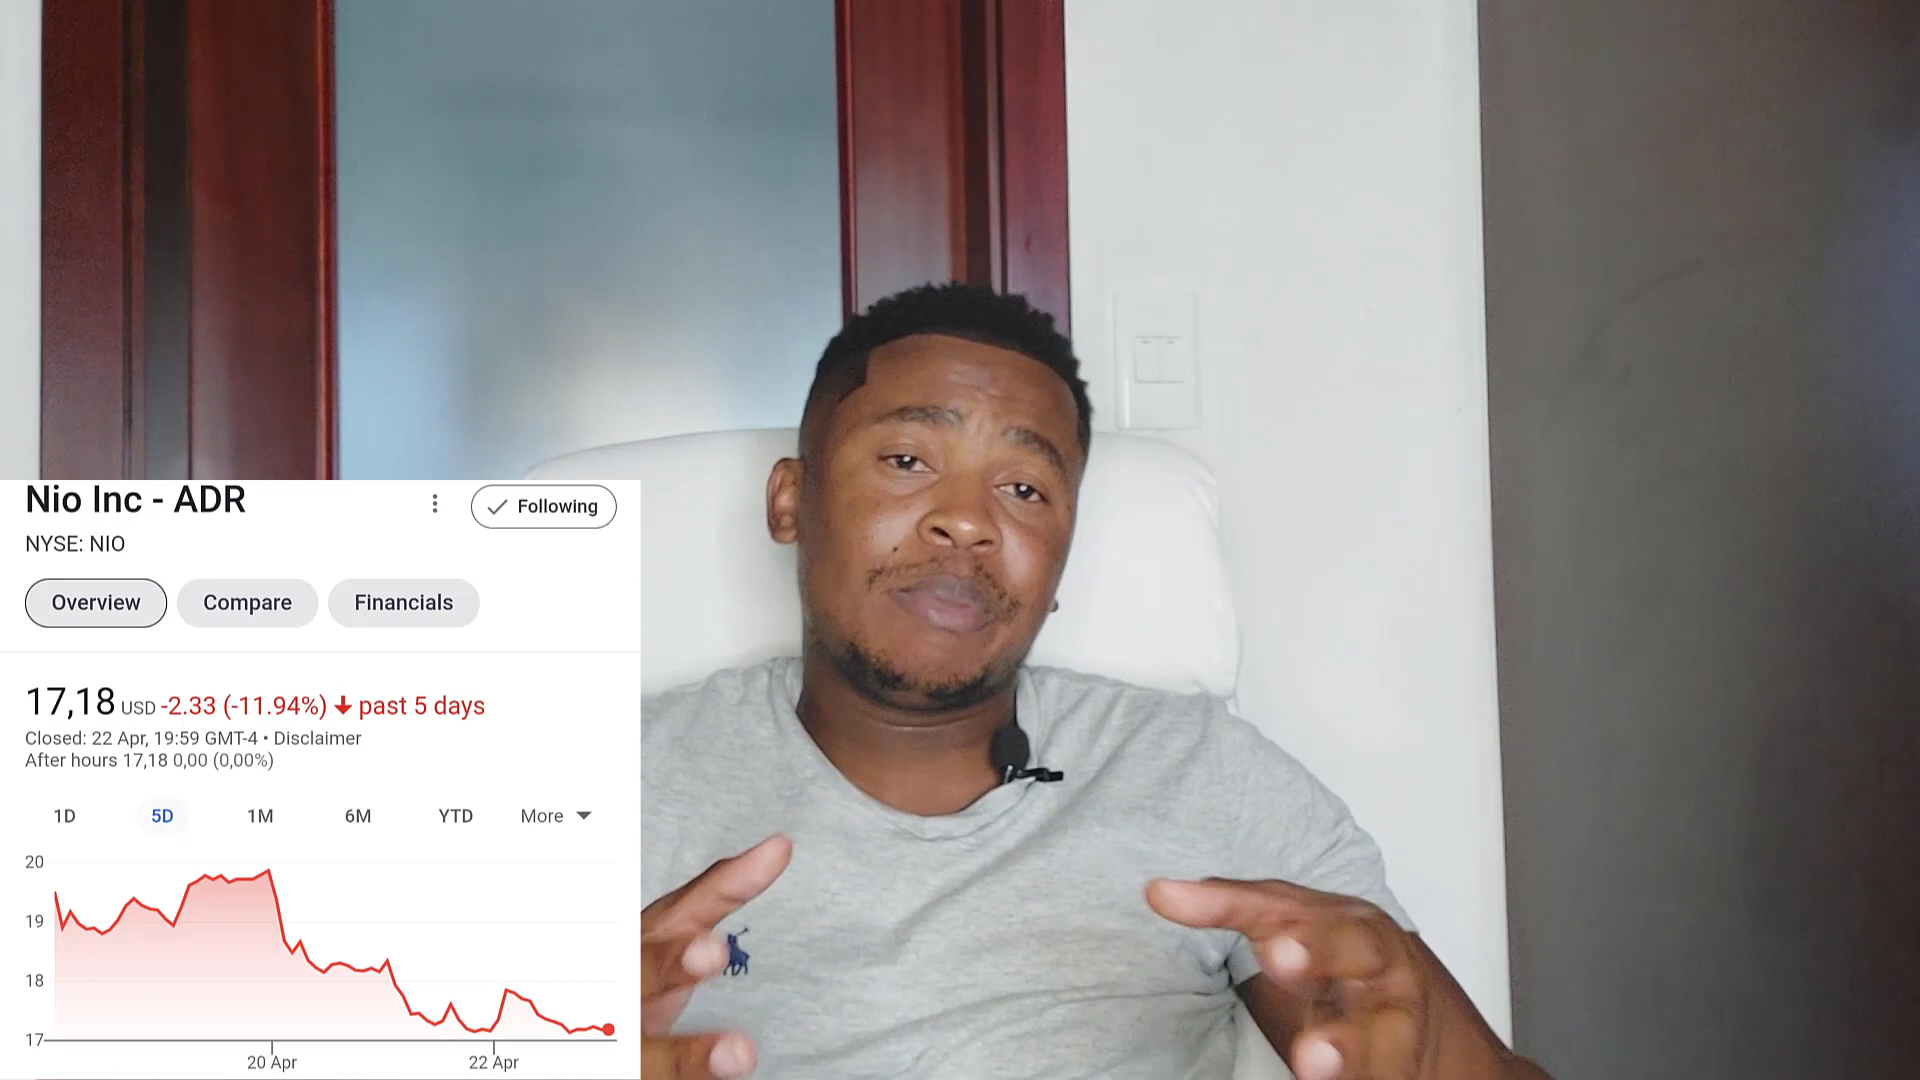 Nio Inc - ADR
Following
NYSE: NIO
Overview Compare Financials
17,18 USD -2.33 (-11.94%) past 5 days
Closed: 22 Apr, 19:59 GMT-4 • Disclaimer
After hours 17,18 0,00 (0,00%)
1D 5D 1M 6M YTD More
20
19
18
17
20 Apr 22 Apr